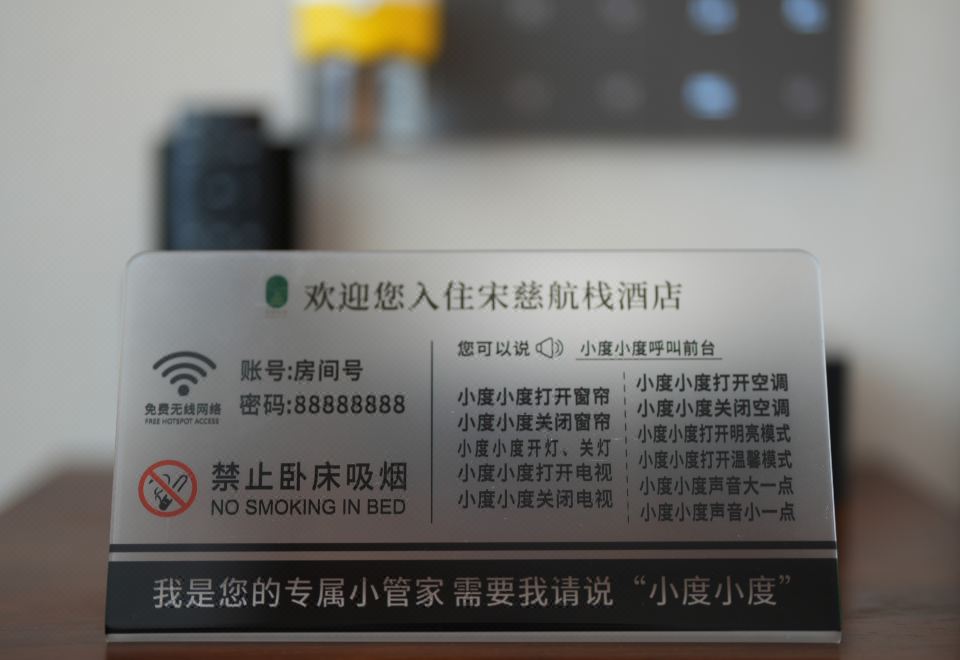 欢迎您入住宋慈航栈酒店
免费无线网络
FREE HOTSPOT ACCESS
账号:房间号
密码:88888888
禁止卧床吸烟
NO SMOKING IN BED
您可以说 小度小度呼叫前台
小度小度打开窗帘
小度小度关闭窗帘
小度小度开灯、关灯
小度小度打开电视
小度小度关闭电视
小度小度打开空调
小度小度关闭空调
小度小度打开明亮模式
小度小度打开温馨模式
小度小度声音大一点
小度小度声音小一点
我是您的专属小管家 需要我请说“小度小度”